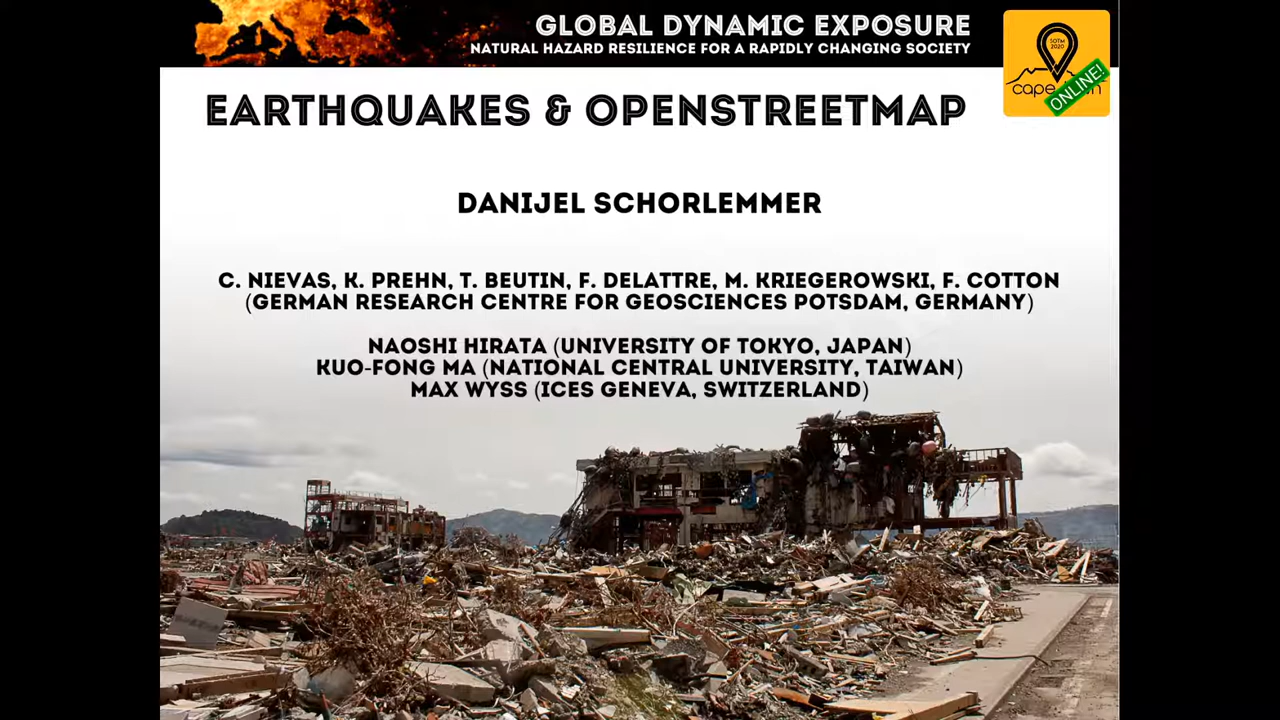 GLOBAL DYNAMIC EXPOSURE
NATURAL HAZARD RESILIENCE FOR A RAPIDLY CHANGING SOCIETY
SOTM
2020
cape
ONLINE!
EARTHQUAKES & OPENSTREETMAP
DANIJEL SCHORLEMMER
C. NIEVAS, K. PREHN, T. BEUTIN, F. DELATTRE, M. KRIEGEROWSKI, F. COTTON
(GERMAN RESEARCH CENTRE FOR GEOSCIENCES POTSDAM, GERMANY)
NAOSHI HIRATA (UNIVERSITY OF TOKYO, JAPAN)
KUO-FONG MA (NATIONAL CENTRAL UNIVERSITY, TAIWAN)
MAX WYSS (ICES GENEVA, SWITZERLAND)